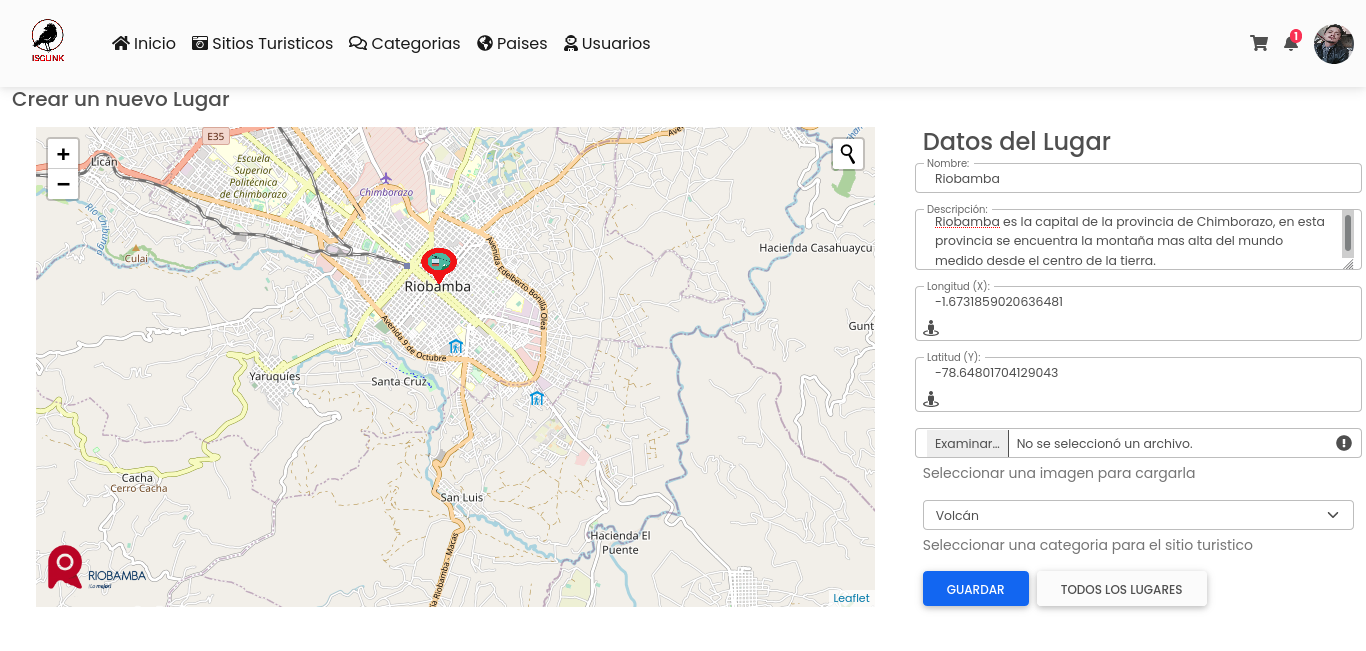 ISGLINK
Inicio
Sitios Turisticos
Categorias
Paises
Usuarios
1
Crear un nuevo Lugar
+
−
E35
Licán
Escuela
Superior
Politécnica
de Chimborazo
Chimborazo
Río Chibunga
Culai
Riobamba
Avenida Edelberto Bonilla Oleas
Avenida 9 de Octubre
Hacienda Casahuaycu
Gunt
Yaruquíes
Santa Cruz
Cacha
Cerro Cacha
San Luis
Hacienda El
Puente
ía Riobamba Macas
RIOBAMBA
Leaflet
Datos del Lugar
Nombre:
Riobamba
Descripción:
Riobamba es la capital de la provincia de Chimborazo, en esta
provincia se encuentra la montaña mas alta del mundo
medido desde el centro de la tierra.
Longitud (X):
-1.6731859020636481
Latitud (Y):
-78.64801704129043
Examinar... No se seleccionó un archivo.
Seleccionar una imagen para cargarla
Volcán
Seleccionar una categoria para el sitio turistico
GUARDAR
TODOS LOS LUGARES